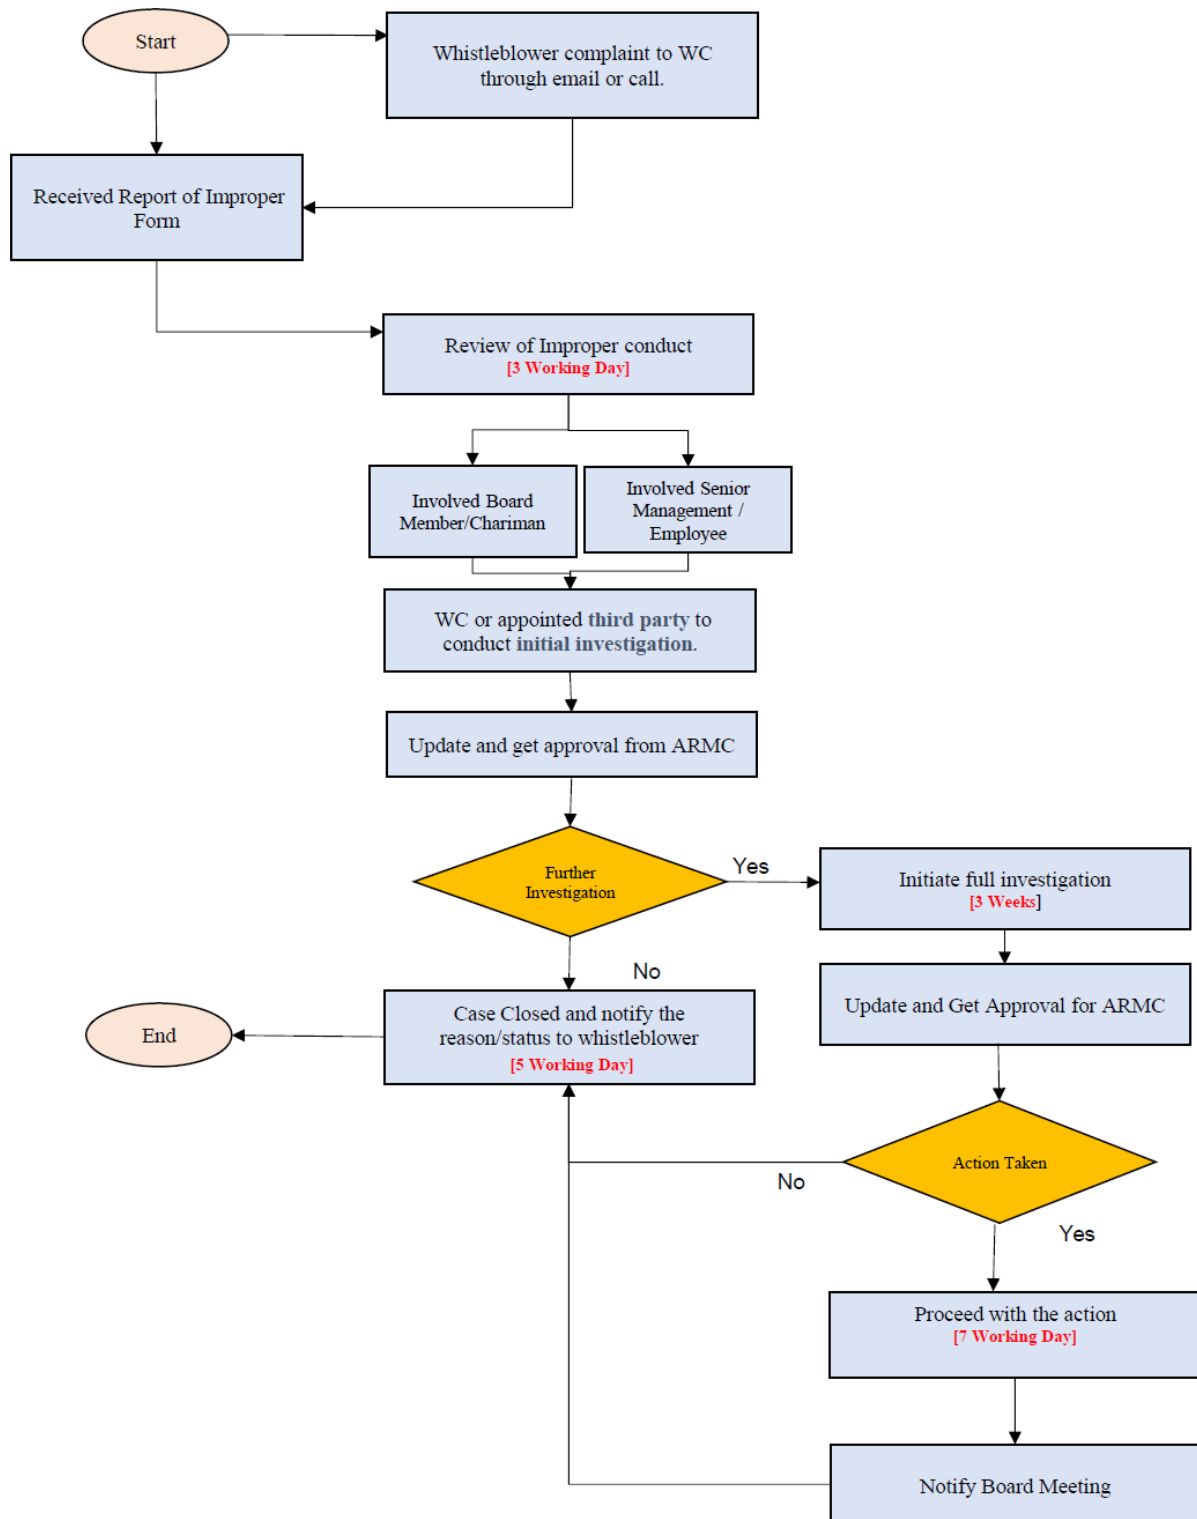 Start
Whistleblower complaint to WC
through email or call.
Received Report of Improper
Form
Review of Improper conduct
[3 Working Day]
Involved Board
Member/Chariman
Involved Senior
Management /
Employee
WC or appointed third party to
conduct initial investigation.
Update and get approval from ARMC
Further
Investigation
Yes
Initiate full investigation
[3 Weeks]
No
Update and Get Approval for ARMC
Case Closed and notify the
reason/status to whistleblower
[5 Working Day]
End
Action Taken
No
Yes
Proceed with the action
[7 Working Day]
Notify Board Meeting